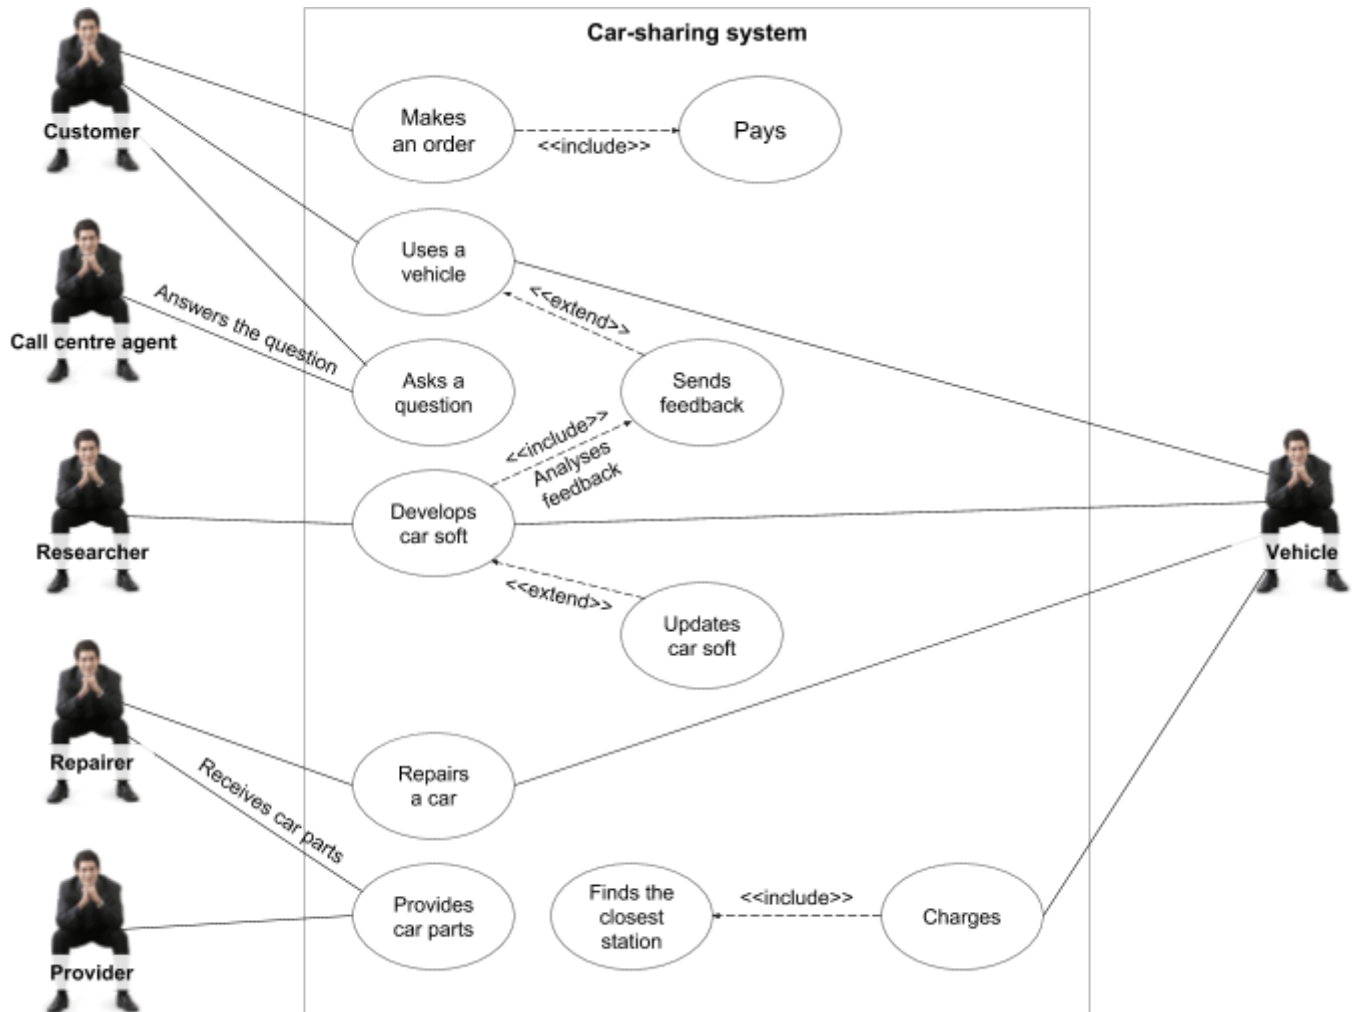 Car-sharing system
Customer
Makes
an order
<<include>>
Pays
Uses a
vehicle
<<extend>>
Call centre agent
Answers the question
Asks a
question
Sends
feedback
<<include>>
Analyses
feedback
Researcher
Develops
car soft
Vehicle
<<extend>>
Updates
car soft
Repairer
Repairs
a car
Receives car parts
Provider
Provides
car parts
Finds the
closest
station
<<include>>
Charges